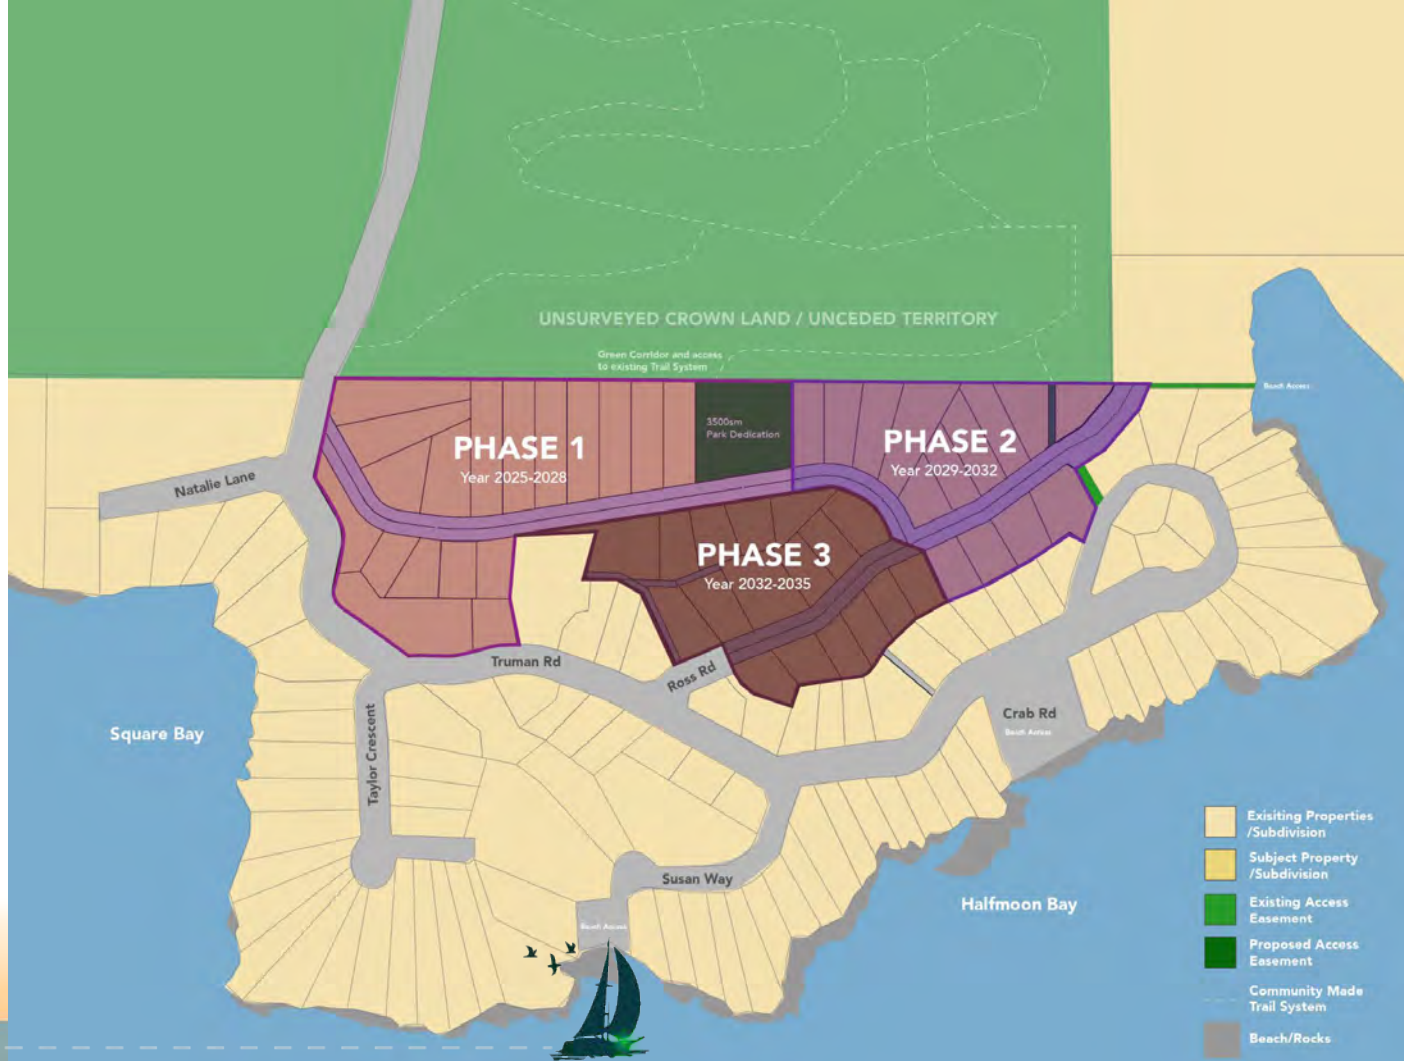 UNSURVEYED CROWN LAND / UNCEDED TERRITORY
Green Corridor and access
to existing Trail System
Beach Access
3500sm
Park Dedication
PHASE 1
Year 2025-2028
PHASE 2
Year 2029-2032
Natalie Lane
PHASE 3
Year 2032-2035
Truman Rd
Ross Rd
Square Bay
Taylor Crescent
Crab Rd
Beach Access
Susan Way
Halfmoon Bay
Beach Access
Exisiting Properties
/Subdivision
Subject Property
/Subdivision
Existing Access
Easement
Proposed Access
Easement
Community Made
Trail System
Beach/Rocks